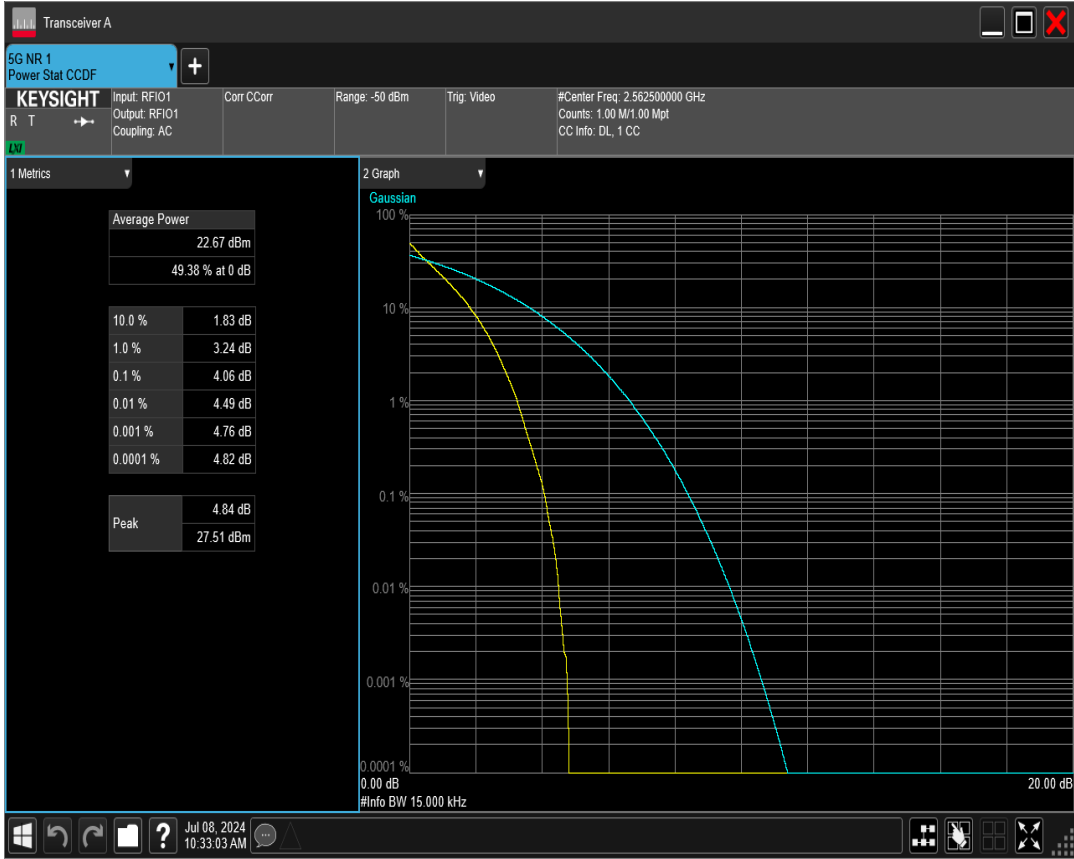 Transceiver A
5G NR 1
Power Stat CCDF
+
KEYSIGHT
R T
LXI
Input: RFIO1
Output: RFIO1
Coupling: AC
Corr CCorr
Range: -50 dBm
Trig: Video
#Center Freq: 2.562500000 GHz
Counts: 1.00 M/1.00 Mpt
CC Info: DL, 1 CC
1 Metrics
Average Power
22.67 dBm
49.38 % at 0 dB
10.0 % 1.83 dB
1.0 % 3.24 dB
0.1 % 4.06 dB
0.01 % 4.49 dB
0.001 % 4.76 dB
0.0001 % 4.82 dB
Peak
4.84 dB
27.51 dBm
2 Graph
Gaussian
100 %
10 %
1 %
0.1 %
0.01 %
0.001 %
0.0001 %
0.00 dB 20.00 dB
#Info BW 15.000 kHz
?
Jul 08, 2024
10:33:03 AM